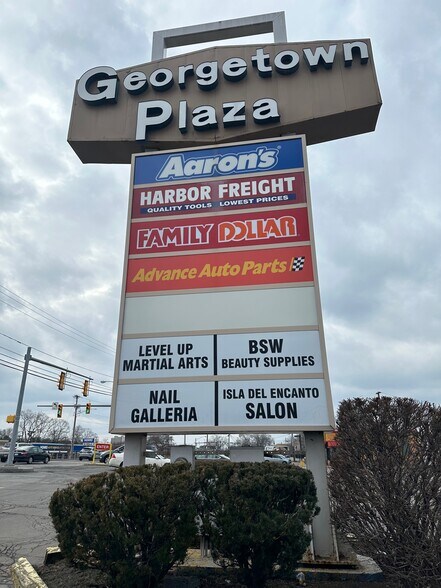 Georgetown
Plaza
Aaron's
HARBOR FREIGHT
QUALITY TOOLS LOWEST PRICES
FAMILY DOLLAR
Advance Auto Parts
LEVEL UP
MARTIAL ARTS
BSW
BEAUTY SUPPLIES
NAIL
GALLERIA
ISLA DEL ENCANTO
SALON
ENTER